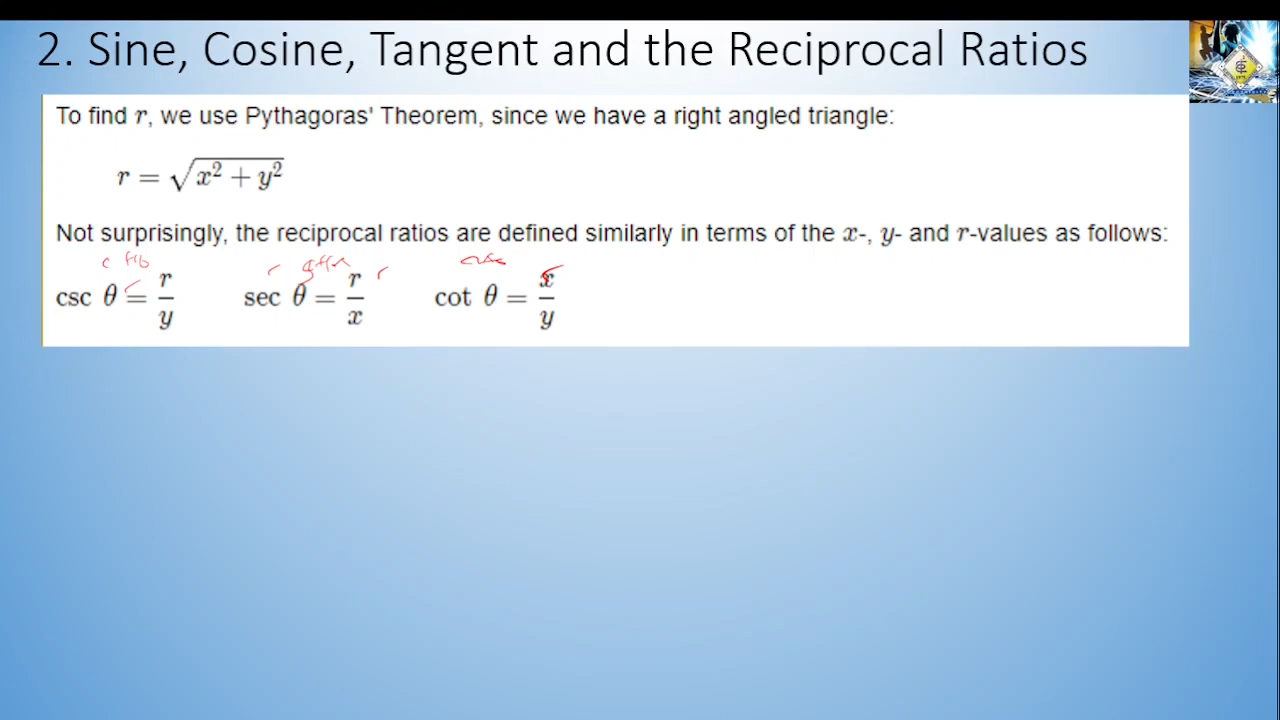 2. Sine, Cosine, Tangent and the Reciprocal Ratios
To find r, we use Pythagoras' Theorem, since we have a right angled triangle:
r = √(x² + y²)
Not surprisingly, the reciprocal ratios are defined similarly in terms of the x-, y- and r-values as follows:
csc θ = r/y sec θ = r/x cot θ = x/y